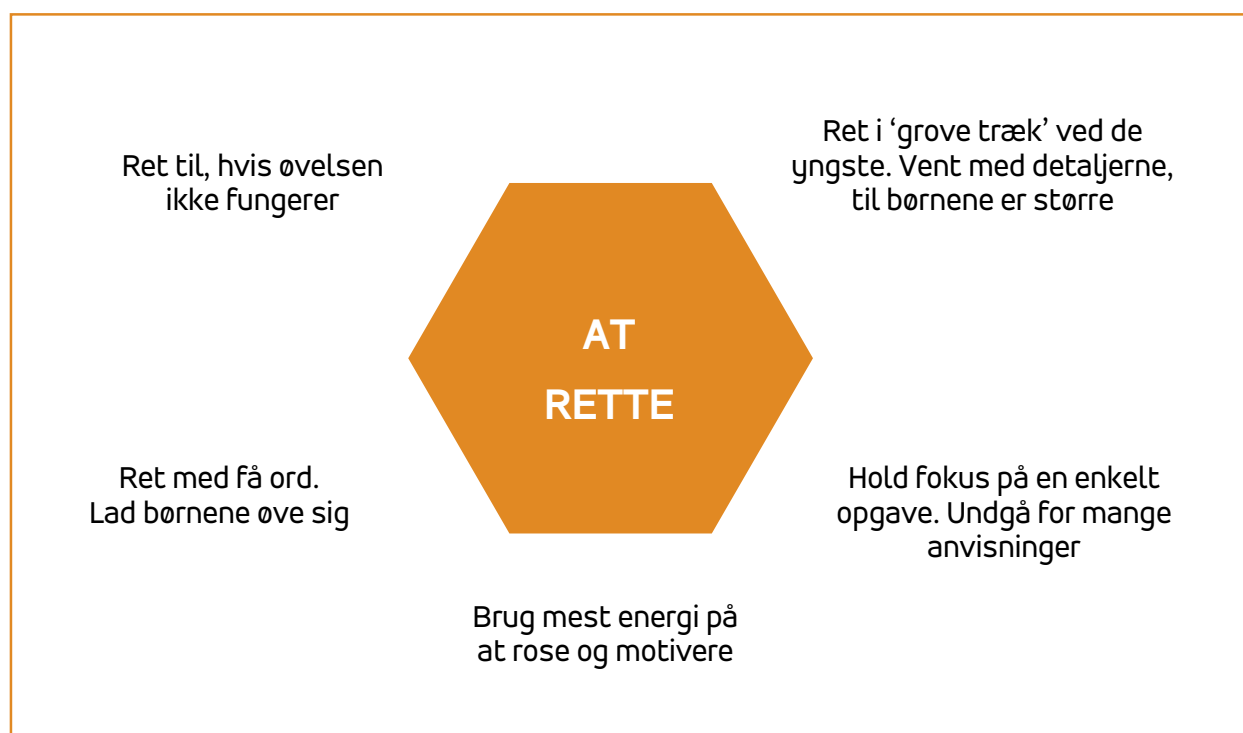 Ret til, hvis øvelsen
ikke fungerer
Ret i ‘grove træk’ ved de
yngste. Vent med detaljerne,
til børnene er større
AT
RETTE
Ret med få ord.
Lad børnene øve sig
Hold fokus på en enkelt
opgave. Undgå for mange
anvisninger
Brug mest energi på
at rose og motivere